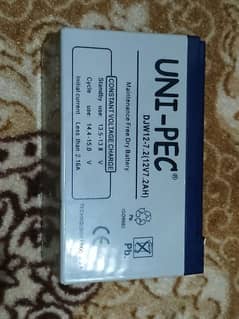 UNI-PEC®
Maintenance Free Dry Battery
DJW12-7.2(12V7.2AH)
CONSTANT VOLTAGE CHARGE
Standby use: 13.5-13.8 V
Cycle use: 14.4-15.0 V
Initial current: Less than 2.16A
Pb
Pb.
CE